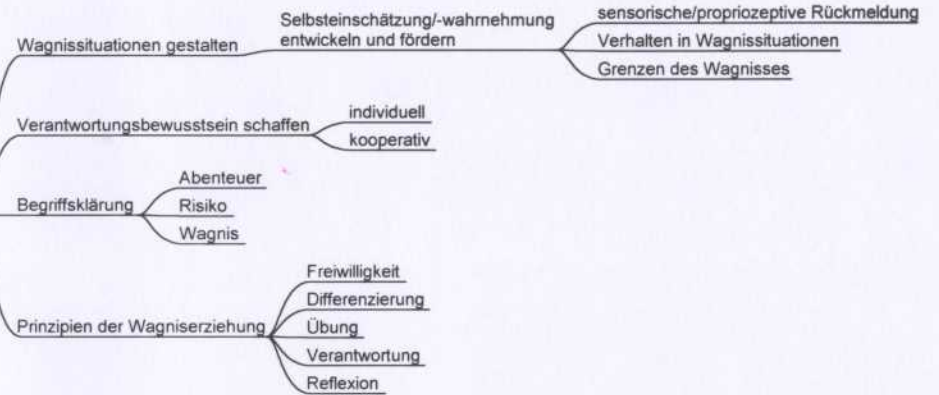 Wagnissituationen gestalten
Selbsteinschätzung/-wahrnehmung
entwickeln und fördern
sensorische/propriozeptive Rückmeldung
Verhalten in Wagnissituationen
Grenzen des Wagnisses
Verantwortungsbewusstsein schaffen
individuell
kooperativ
Begriffsklärung
Abenteuer
Risiko
Wagnis
Prinzipien der Wagniserziehung
Freiwilligkeit
Differenzierung
Übung
Verantwortung
Reflexion